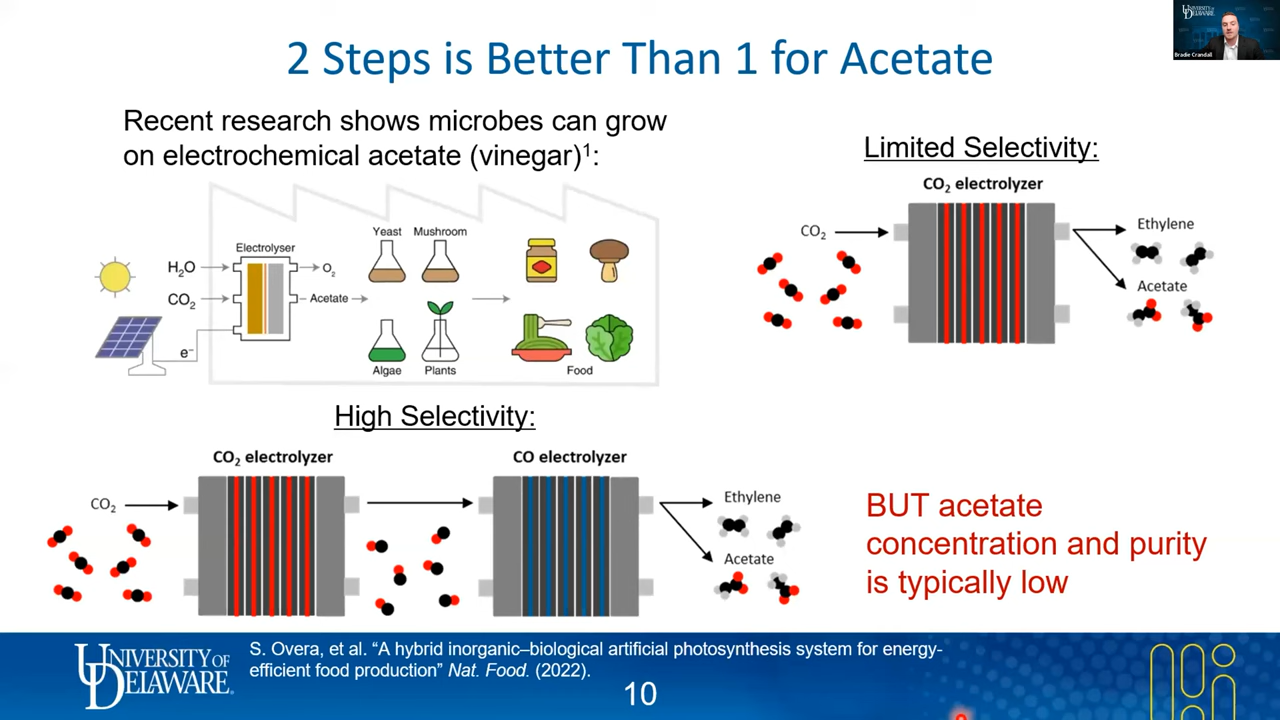 2 Steps is Better Than 1 for Acetate
UNIVERSITY OF
DELAWARE
Bradie Crandall
Recent research shows microbes can grow
on electrochemical acetate (vinegar)¹:
Electrolyser
H₂O
CO₂
e⁻
O₂
Acetate
Yeast
Mushroom
Algae
Plants
Food
Limited Selectivity:
CO₂ electrolyzer
CO₂
Ethylene
Acetate
High Selectivity:
CO₂ electrolyzer
CO₂
CO electrolyzer
Ethylene
Acetate
BUT acetate
concentration and purity
is typically low
UNIVERSITY OF
DELAWARE
S. Overa, et al. “A hybrid inorganic–biological artificial photosynthesis system for energy-
efficient food production” Nat. Food. (2022).
10